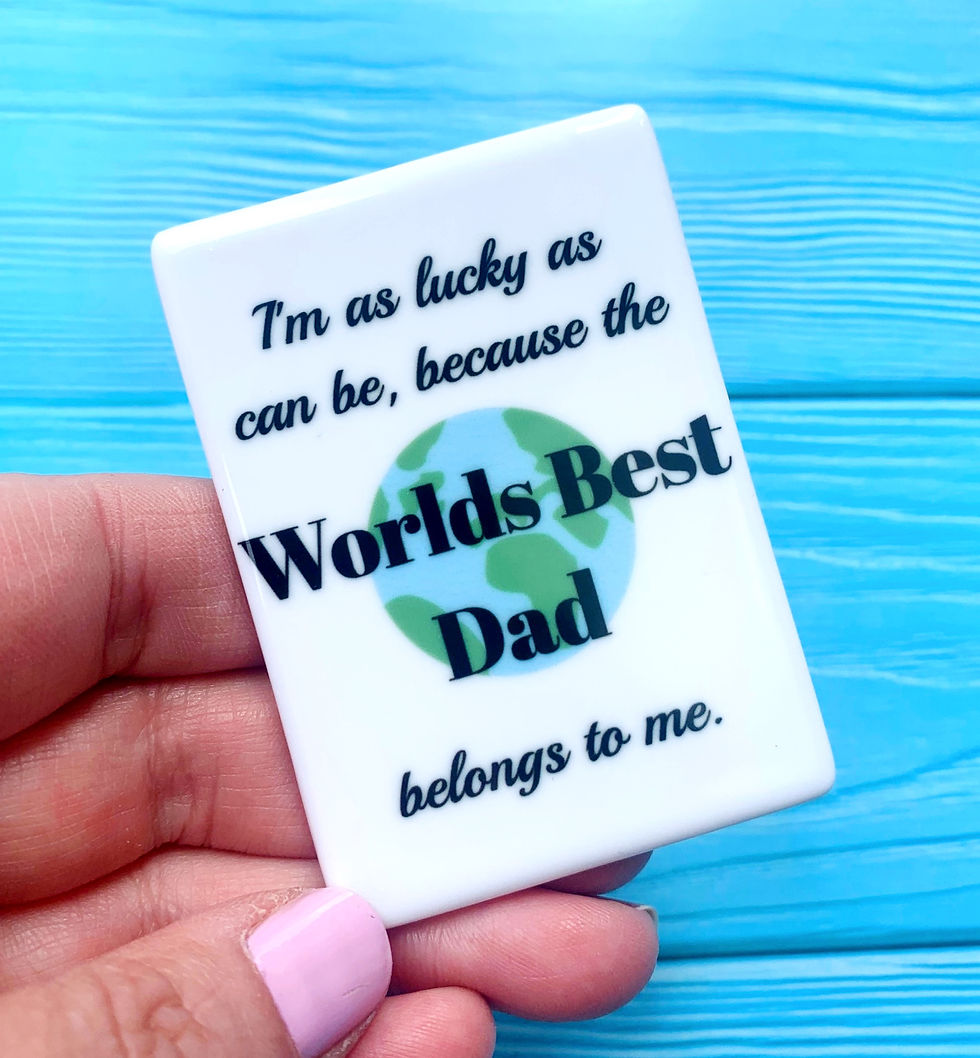 I'm as lucky as
can be, because the
Worlds Best
Dad
belongs to me.